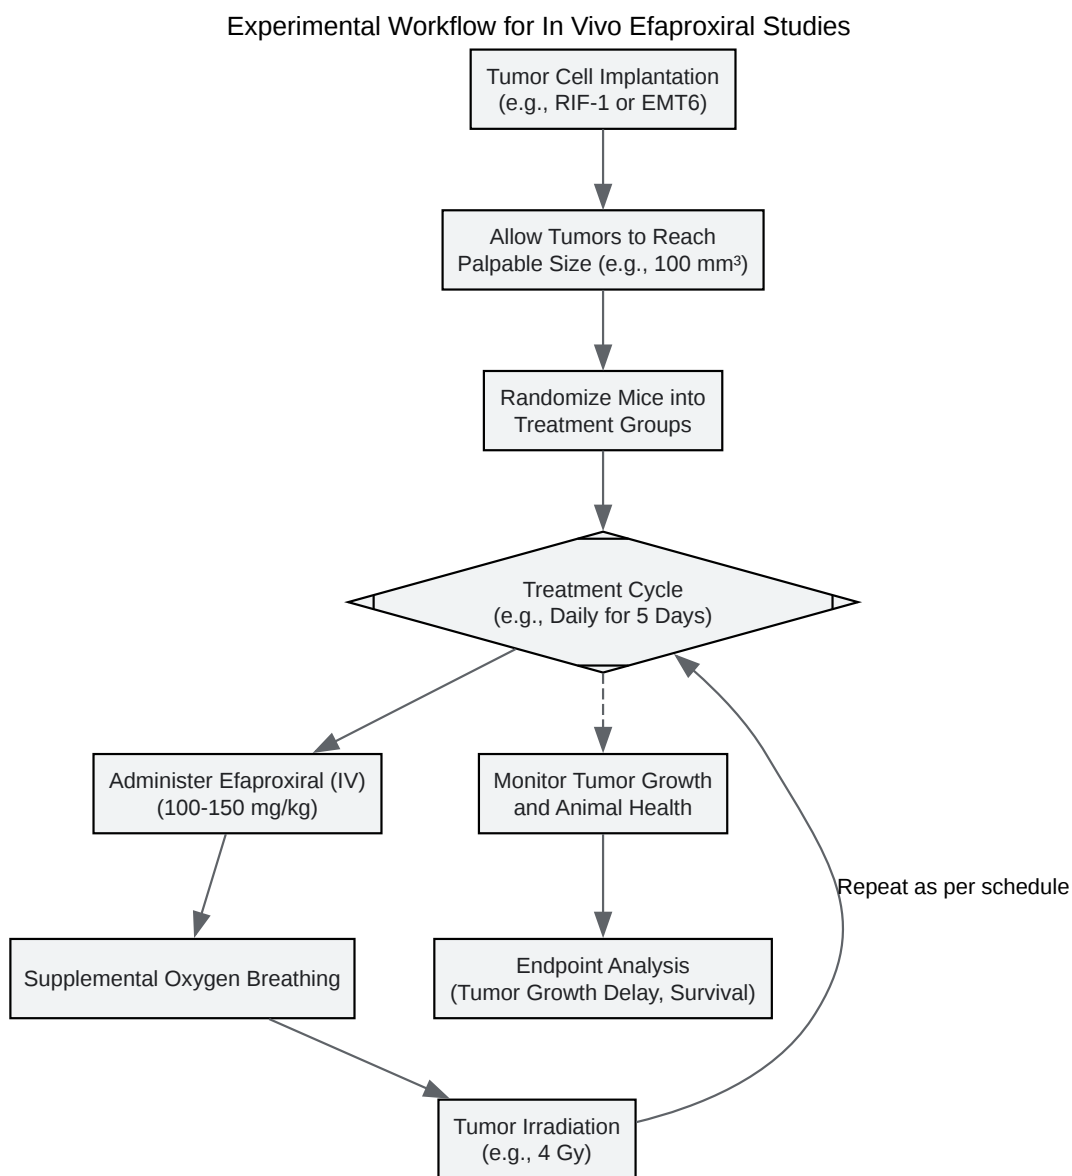 Experimental Workflow for In Vivo Efaproxiral Studies
Tumor Cell Implantation
(e.g., RIF-1 or EMT6)
Allow Tumors to Reach
Palpable Size (e.g., 100 mm³)
Randomize Mice into
Treatment Groups
Treatment Cycle
(e.g., Daily for 5 Days)
Administer Efaproxiral (IV)
(100-150 mg/kg)
Monitor Tumor Growth
and Animal Health
Repeat as per schedule
Supplemental Oxygen Breathing
Endpoint Analysis
(Tumor Growth Delay, Survival)
Tumor Irradiation
(e.g., 4 Gy)